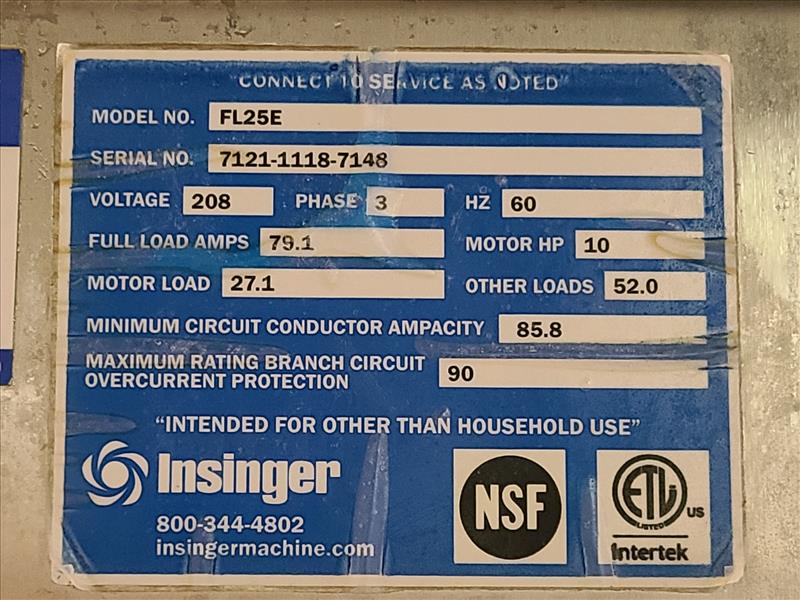 "CONNECT TO SERVICE AS NOTED"
MODEL NO. FL25E
SERIAL NO. 7121-1118-7148
VOLTAGE 208 PHASE 3 HZ 60
FULL LOAD AMPS 79.1 MOTOR HP 10
MOTOR LOAD 27.1 OTHER LOADS 52.0
MINIMUM CIRCUIT CONDUCTOR AMPACITY 85.8
MAXIMUM RATING BRANCH CIRCUIT
OVERCURRENT PROTECTION 90
"INTENDED FOR OTHER THAN HOUSEHOLD USE"
Insinger
800-344-4802
insingermachine.com
NSF
ETL
LISTED
US
Intertek